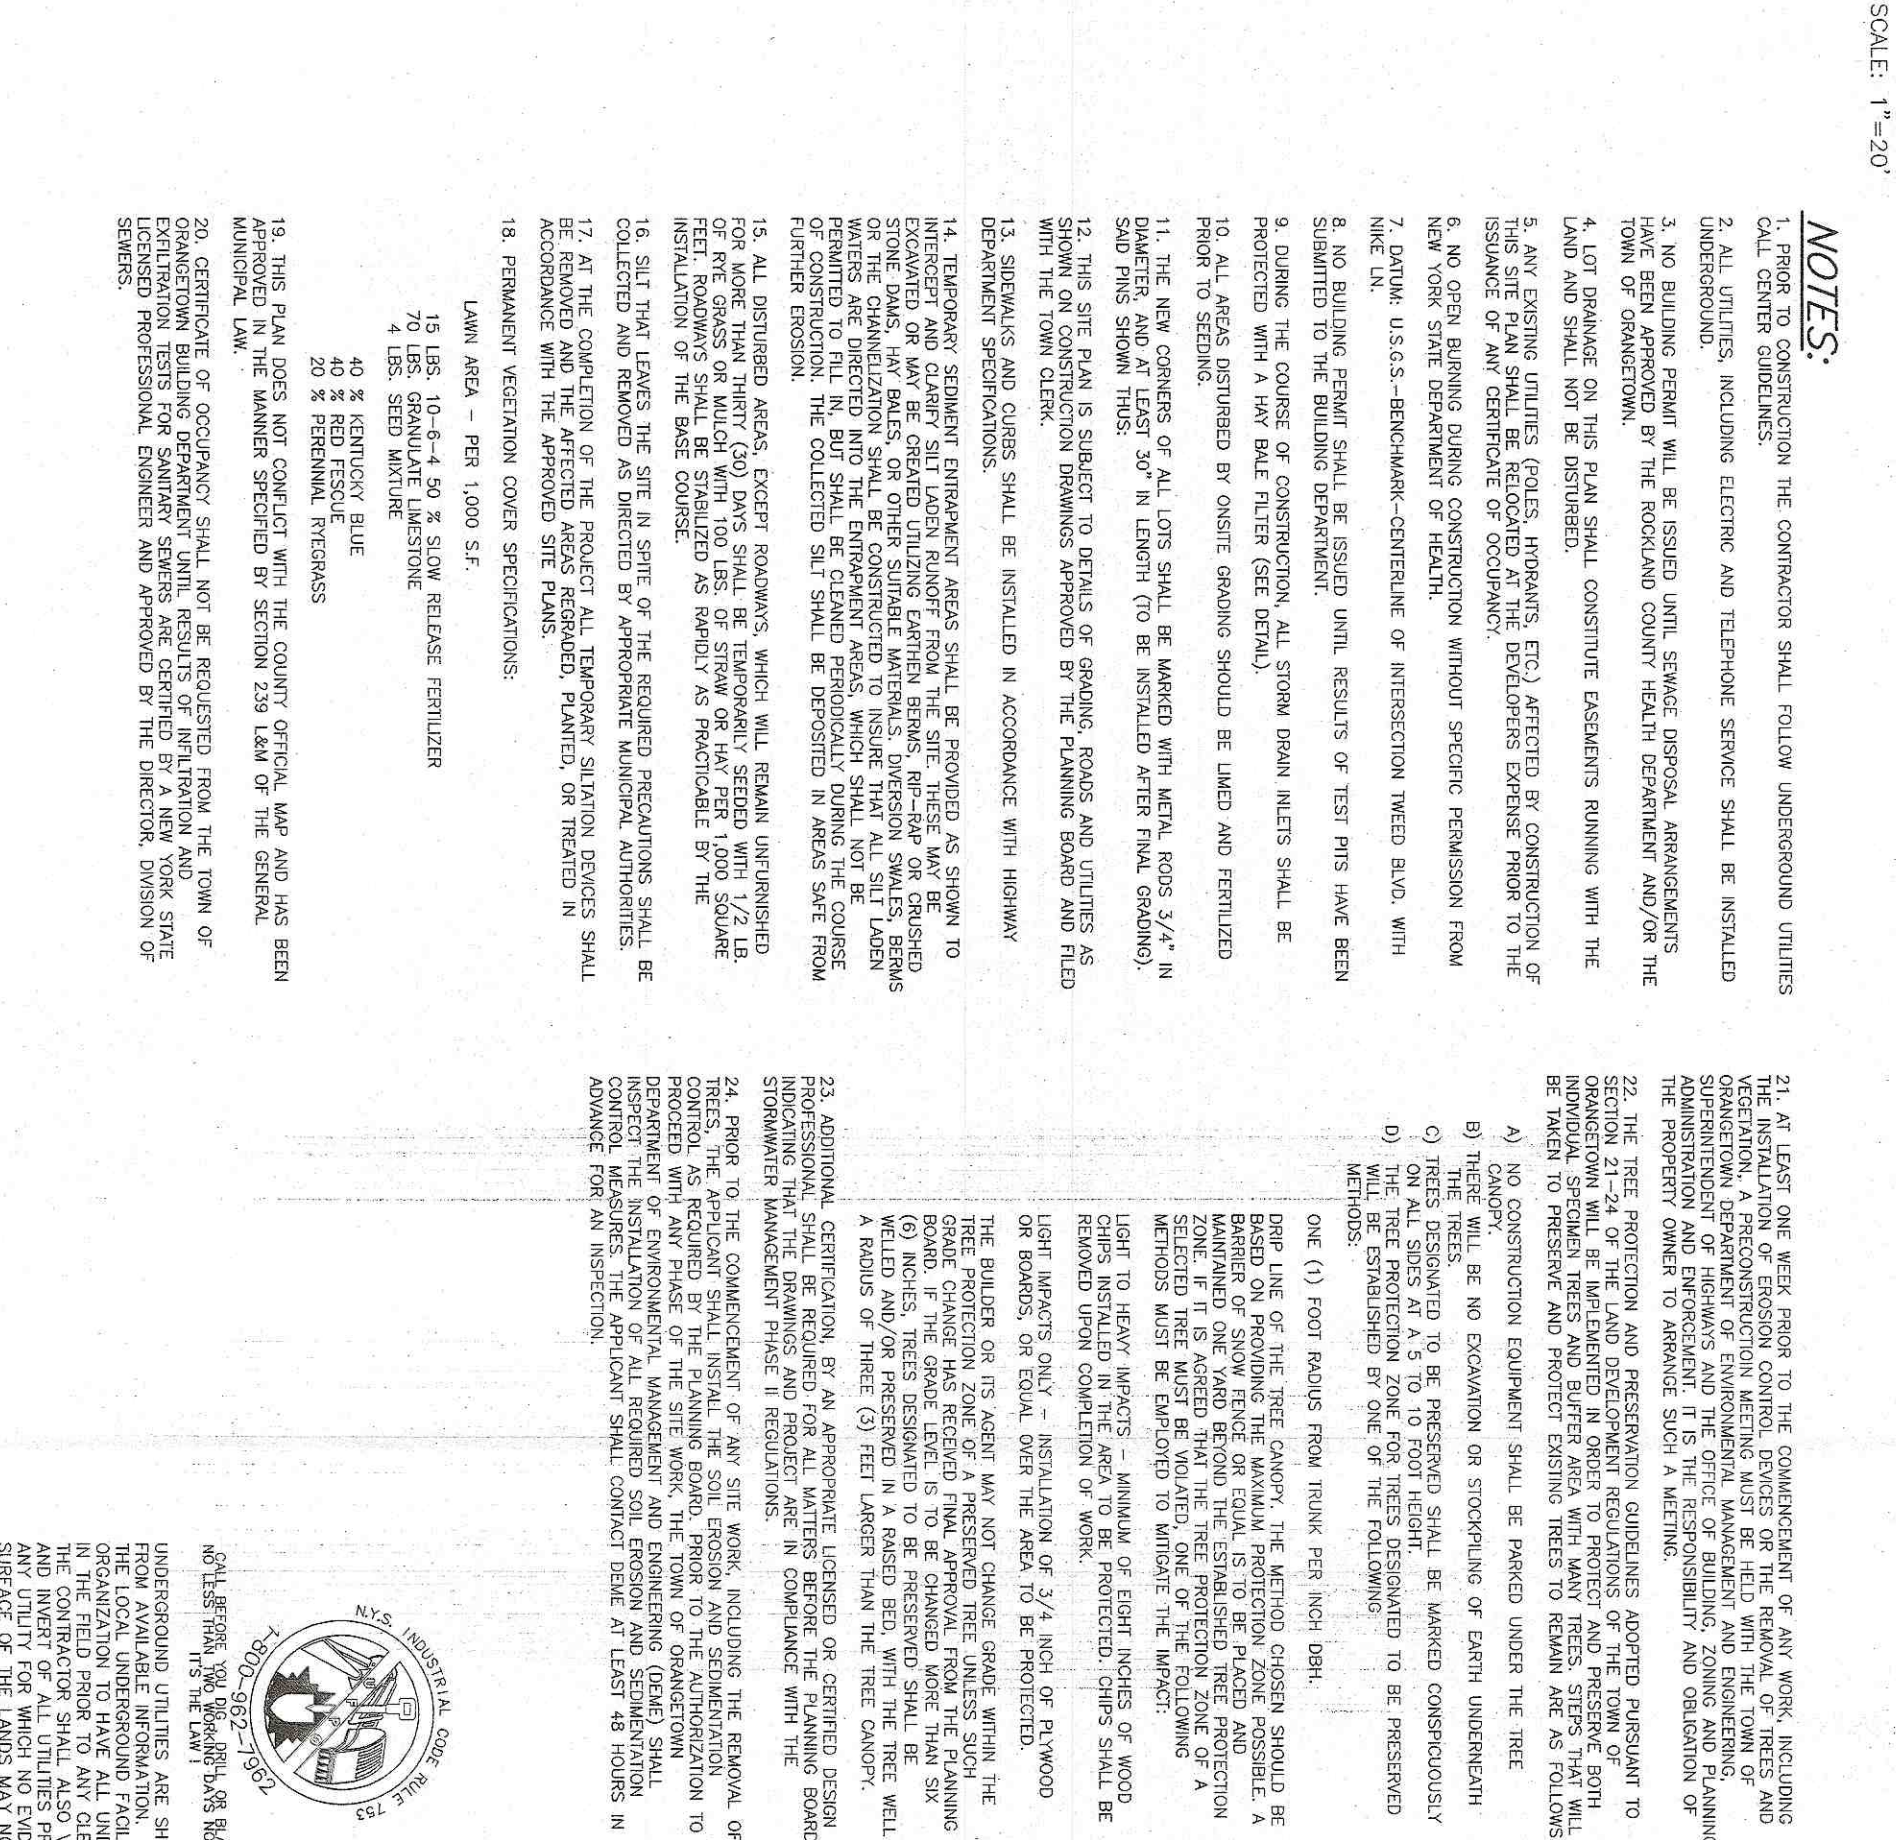 SCALE: 1"=20'
NOTES:
1. PRIOR TO CONSTRUCTION THE CONTRACTOR SHALL FOLLOW UNDERGROUND UTILITIES
CALL CENTER GUIDELINES.
2. ALL UTILITIES, INCLUDING ELECTRIC AND TELEPHONE SERVICE SHALL BE INSTALLED
UNDERGROUND.
3. NO BUILDING PERMIT WILL BE ISSUED UNTIL SEWAGE DISPOSAL ARRANGEMENTS
HAVE BEEN APPROVED BY THE ROCKLAND COUNTY HEALTH DEPARTMENT AND/OR THE
TOWN OF ORANGETOWN.
4. LOT DRAINAGE ON THIS PLAN SHALL CONSTITUTE EASEMENTS RUNNING WITH THE
LAND AND SHALL NOT BE DISTURBED.
5. ANY EXISTING UTILITIES (POLES, HYDRANTS, ETC.) AFFECTED BY CONSTRUCTION OF
THIS SITE PLAN SHALL BE RELOCATED AT THE DEVELOPERS EXPENSE PRIOR TO THE
ISSUANCE OF ANY CERTIFICATE OF OCCUPANCY.
6. NO OPEN BURNING DURING CONSTRUCTION WITHOUT SPECIFIC PERMISSION FROM
NEW YORK STATE DEPARTMENT OF HEALTH.
7. DATUM: U.S.G.S.-BENCHMARK-CENTERLINE OF INTERSECTION TWEED BLVD. WITH
NIKE LN.
8. NO BUILDING PERMIT SHALL BE ISSUED UNTIL RESULTS OF TEST PITS HAVE BEEN
SUBMITTED TO THE BUILDING DEPARTMENT.
9. DURING THE COURSE OF CONSTRUCTION, ALL STORM DRAIN INLETS SHALL BE
PROTECTED WITH A HAY BALE FILTER (SEE DETAIL).
10. ALL AREAS DISTURBED BY ONSITE GRADING SHOULD BE LIMED AND FERTILIZED
PRIOR TO SEEDING.
11. THE NEW CORNERS OF ALL LOTS SHALL BE MARKED WITH METAL RODS 3/4" IN
DIAMETER, AND AT LEAST 30" IN LENGTH (TO BE INSTALLED AFTER FINAL GRADING).
SAID PINS SHOWN THUS:
12. THIS SITE PLAN IS SUBJECT TO DETAILS OF GRADING, ROADS AND UTILITIES AS
SHOWN ON CONSTRUCTION DRAWINGS APPROVED BY THE PLANNING BOARD AND FILED
WITH THE TOWN CLERK.
13. SIDEWALKS AND CURBS SHALL BE INSTALLED IN ACCORDANCE WITH HIGHWAY
DEPARTMENT SPECIFICATIONS.
14. TEMPORARY SEDIMENT ENTRAPMENT AREAS SHALL BE PROVIDED AS SHOWN TO
INTERCEPT AND CLARIFY SILT LADEN RUNOFF FROM THE SITE. THESE MAY BE
EXCAVATED OR MAY BE CREATED UTILIZING EARTHEN BERMS, RIP-RAP OR CRUSHED
STONE DAMS, HAY BALES, OR OTHER SUITABLE MATERIALS. DIVERSION SWALES, BERMS
OR THE CHANNELIZATION SHALL BE CONSTRUCTED TO INSURE THAT ALL SILT LADEN
WATERS ARE DIRECTED INTO THE ENTRAPMENT AREAS, WHICH SHALL NOT BE
PERMITTED TO FILL IN, BUT SHALL BE CLEANED PERIODICALLY DURING THE COURSE
OF CONSTRUCTION. THE COLLECTED SILT SHALL BE DEPOSITED IN AREAS SAFE FROM
FURTHER EROSION.
15. ALL DISTURBED AREAS, EXCEPT ROADWAYS, WHICH WILL REMAIN UNFURNISHED
FOR MORE THAN THIRTY (30) DAYS SHALL BE TEMPORARILY SEEDED WITH 1/2 LB.
OF RYE GRASS OR MULCH WITH 100 LBS. OF STRAW OR HAY PER 1,000 SQUARE
FEET. ROADWAYS SHALL BE STABILIZED AS RAPIDLY AS PRACTICABLE BY THE
INSTALLATION OF THE BASE COURSE.
16. SILT THAT LEAVES THE SITE IN SPITE OF THE REQUIRED PRECAUTIONS SHALL BE
COLLECTED AND REMOVED AS DIRECTED BY APPROPRIATE MUNICIPAL AUTHORITIES.
17. AT THE COMPLETION OF THE PROJECT ALL TEMPORARY SILTATION DEVICES SHALL
BE REMOVED AND THE AFFECTED AREAS REGRADED, PLANTED, OR TREATED IN
ACCORDANCE WITH THE APPROVED SITE PLANS.
18. PERMANENT VEGETATION COVER SPECIFICATIONS:
LAWN AREA - PER 1,000 S.F.
15 LBS. 10-6-4 50 % SLOW RELEASE FERTILIZER
70 LBS. GRANULATE LIMESTONE
4 LBS. SEED MIXTURE
40 % KENTUCKY BLUE
40 % RED FESCUE
20 % PERENNIAL RYEGRASS
19. THIS PLAN DOES NOT CONFLICT WITH THE COUNTY OFFICIAL MAP AND HAS BEEN
APPROVED IN THE MANNER SPECIFIED BY SECTION 239 L&M OF THE GENERAL
MUNICIPAL LAW.
20. CERTIFICATE OF OCCUPANCY SHALL NOT BE REQUESTED FROM THE TOWN OF
ORANGETOWN BUILDING DEPARTMENT UNTIL RESULTS OF INFILTRATION AND
EXFILTRATION TESTS FOR SANITARY SEWERS ARE CERTIFIED BY A NEW YORK STATE
LICENSED PROFESSIONAL ENGINEER AND APPROVED BY THE DIRECTOR, DIVISION OF
SEWERS.
21. AT LEAST ONE WEEK PRIOR TO THE COMMENCEMENT OF ANY WORK, INCLUDING
THE INSTALLATION OF EROSION CONTROL DEVICES OR THE REMOVAL OF TREES AND
VEGETATION, A PRECONSTRUCTION MEETING MUST BE HELD WITH THE TOWN OF
ORANGETOWN DEPARTMENT OF ENVIRONMENTAL MANAGEMENT AND ENGINEERING,
SUPERINTENDENT OF HIGHWAYS AND THE OFFICE OF BUILDING, ZONING AND PLANNING
ADMINISTRATION AND ENFORCEMENT. IT IS THE RESPONSIBILITY AND OBLIGATION OF
THE PROPERTY OWNER TO ARRANGE SUCH A MEETING.
22. THE TREE PROTECTION AND PRESERVATION GUIDELINES ADOPTED PURSUANT TO
SECTION 21-24 OF THE LAND DEVELOPMENT REGULATIONS OF THE TOWN OF
ORANGETOWN WILL BE IMPLEMENTED IN ORDER TO PROTECT AND PRESERVE BOTH
INDIVIDUAL SPECIMEN TREES AND BUFFER AREA WITH MANY TREES. STEPS THAT WILL
BE TAKEN TO PRESERVE AND PROTECT EXISTING TREES TO REMAIN ARE AS FOLLOWS
A) NO CONSTRUCTION EQUIPMENT SHALL BE PARKED UNDER THE TREE
CANOPY.
B) THERE WILL BE NO EXCAVATION OR STOCKPILING OF EARTH UNDERNEATH
THE TREES.
C) TREES DESIGNATED TO BE PRESERVED SHALL BE MARKED CONSPICUOUSLY
ON ALL SIDES AT A 5 TO 10 FOOT HEIGHT.
D) THE TREE PROTECTION ZONE FOR TREES DESIGNATED TO BE PRESERVED
WILL BE ESTABLISHED BY ONE OF THE FOLLOWING
METHODS:
ONE (1) FOOT RADIUS FROM TRUNK PER INCH DBH.
DRIP LINE OF THE TREE CANOPY. THE METHOD CHOSEN SHOULD BE
BASED ON PROVIDING THE MAXIMUM PROTECTION ZONE POSSIBLE. A
BARRIER OF SNOW FENCE OR EQUAL IS TO BE PLACED AND
MAINTAINED ONE YARD BEYOND THE ESTABLISHED TREE PROTECTION
ZONE. IF IT IS AGREED THAT THE TREE PROTECTION ZONE OF A
SELECTED TREE MUST BE VIOLATED, ONE OF THE FOLLOWING
METHODS MUST BE EMPLOYED TO MITIGATE THE IMPACT:
LIGHT TO HEAVY IMPACTS - MINIMUM OF EIGHT INCHES OF WOOD
CHIPS INSTALLED IN THE AREA TO BE PROTECTED. CHIPS SHALL BE
REMOVED UPON COMPLETION OF WORK.
LIGHT IMPACTS ONLY - INSTALLATION OF 3/4 INCH OF PLYWOOD
OR BOARDS, OR EQUAL OVER THE AREA TO BE PROTECTED.
THE BUILDER OR ITS AGENT MAY NOT CHANGE GRADE WITHIN THE
TREE PROTECTION ZONE OF A PRESERVED TREE UNLESS SUCH
GRADE CHANGE HAS RECEIVED FINAL APPROVAL FROM THE PLANNING
BOARD. IF THE GRADE LEVEL IS TO BE CHANGED MORE THAN SIX
(6) INCHES, TREES DESIGNATED TO BE PRESERVED SHALL BE
WELLED AND/OR PRESERVED IN A RAISED BED, WITH THE TREE WELL
A RADIUS OF THREE (3) FEET LARGER THAN THE TREE CANOPY.
23. ADDITIONAL CERTIFICATION, BY AN APPROPRIATE LICENSED OR CERTIFIED DESIGN
PROFESSIONAL SHALL BE REQUIRED FOR ALL MATTERS BEFORE THE PLANNING BOARD
INDICATING THAT THE DRAWINGS AND PROJECT ARE IN COMPLIANCE WITH THE
STORMWATER MANAGEMENT PHASE II REGULATIONS.
24. PRIOR TO THE COMMENCEMENT OF ANY SITE WORK, INCLUDING THE REMOVAL OF
TREES, THE APPLICANT SHALL INSTALL THE SOIL EROSION AND SEDIMENTATION
CONTROL AS REQUIRED BY THE PLANNING BOARD. PRIOR TO THE AUTHORIZATION TO
PROCEED WITH ANY PHASE OF THE SITE WORK, THE TOWN OF ORANGETOWN
DEPARTMENT OF ENVIRONMENTAL MANAGEMENT AND ENGINEERING (DEME) SHALL
INSPECT THE INSTALLATION OF ALL REQUIRED SOIL EROSION AND SEDIMENTATION
CONTROL MEASURES. THE APPLICANT SHALL CONTACT DEME AT LEAST 48 HOURS IN
ADVANCE FOR AN INSPECTION.
N.Y.S. INDUSTRIAL CODE RULE 753
1-800-962-7962
CALL BEFORE YOU DIG, DRILL OR
NO LESS THAN TWO WORKING DAYS
IT'S THE LAW!
UNDERGROUND UTILITIES ARE
FROM AVAILABLE INFORMATION.
THE LOCAL UNDERGROUND
ORGANIZATION TO HAVE ALL
IN THE FIELD PRIOR TO ANY
THE CONTRACTOR SHALL ALSO
AND INVERT OF ALL UTILITIES
ANY UTILITY FOR WHICH NO
SURFACE OF THE LANDS MAY